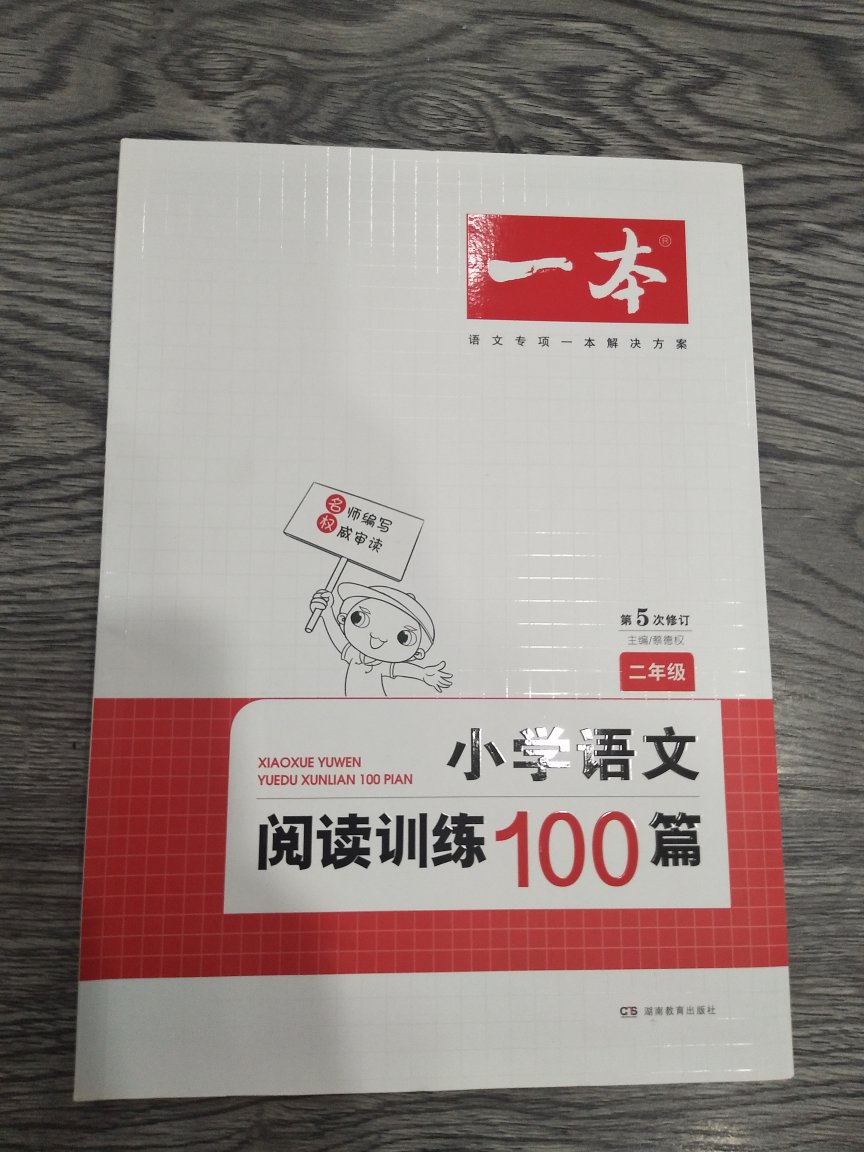 一本®
语文专项一本解决方案
名师编写
权威审读
第5次修订
主编/蔡德权
二年级
XIAOXUE YUWEN
YUEDU XUNLIAN 100 PIAN
小学语文
阅读训练100篇
湖南教育出版社